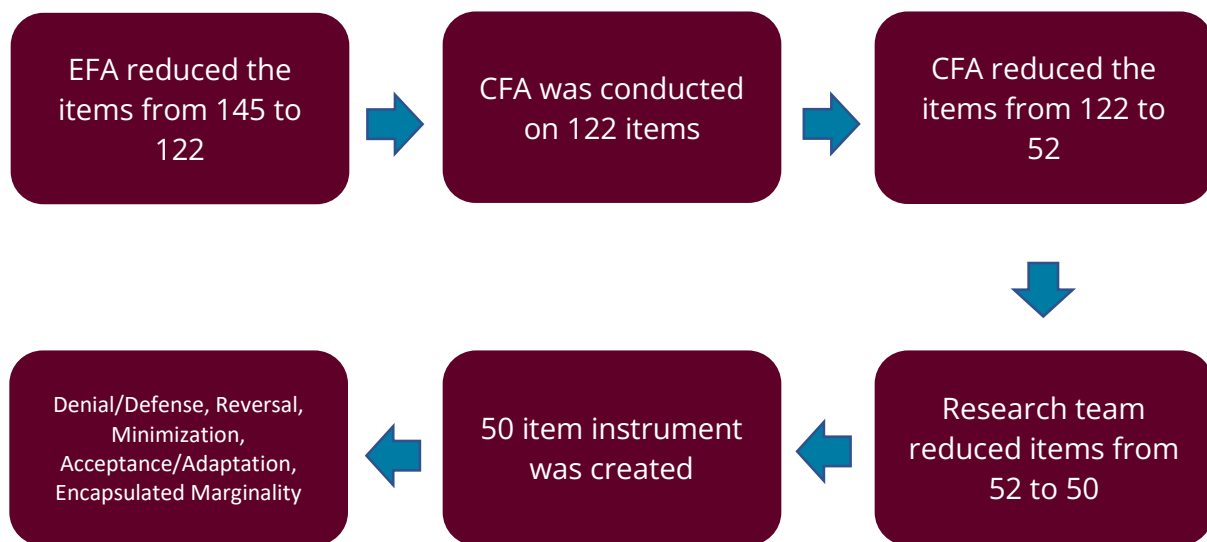 EFA reduced the
items from 145 to
122
CFA was conducted
on 122 items
CFA reduced the
items from 122 to
52
Research team
reduced items from
52 to 50
50 item instrument
was created
Denial/Defense, Reversal,
Minimization,
Acceptance/Adaptation,
Encapsulated Marginality